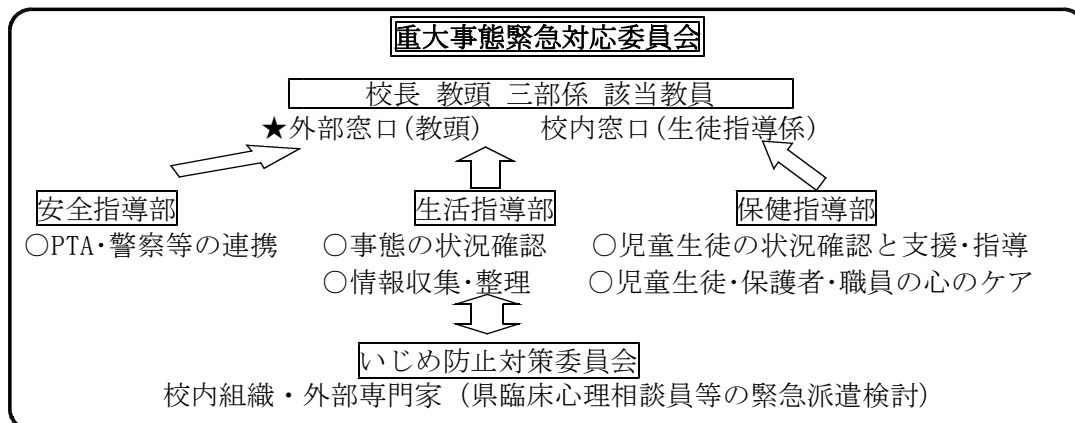 重大事態緊急対応委員会
校長 教頭 三部係 該当教員
★外部窓口(教頭) 校内窓口(生徒指導係)
安全指導部 生活指導部 保健指導部
○PTA・警察等の連携 ○事態の状況確認 ○児童生徒の状況確認と支援・指導
○情報収集・整理 ○児童生徒・保護者・職員の心のケア
いじめ防止対策委員会
校内組織・外部専門家（県臨床心理相談員等の緊急派遣検討）